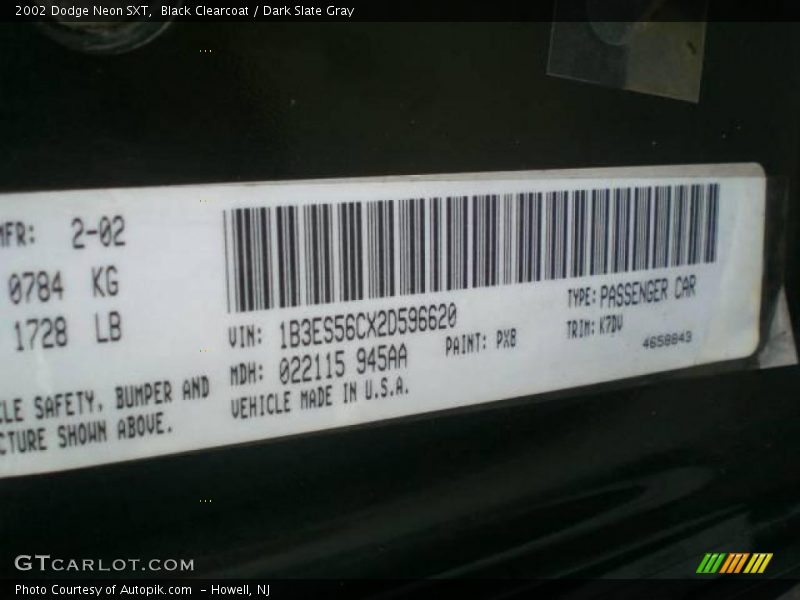 2002 Dodge Neon SXT, Black Clearcoat / Dark Slate Gray
MFR: 2-02
0784 KG
1728 LB
VIN: 1B3ES56CX2D596620
TYPE: PASSENGER CAR
MDH: 022115 945AA
PAINT: PX8
TRIM: K7DV
4658843
VEHICLE MADE IN U.S.A.
CLE SAFETY, BUMPER AND
CTURE SHOWN ABOVE.
GTcarlot.com
Photo Courtesy of Autopik.com - Howell, NJ